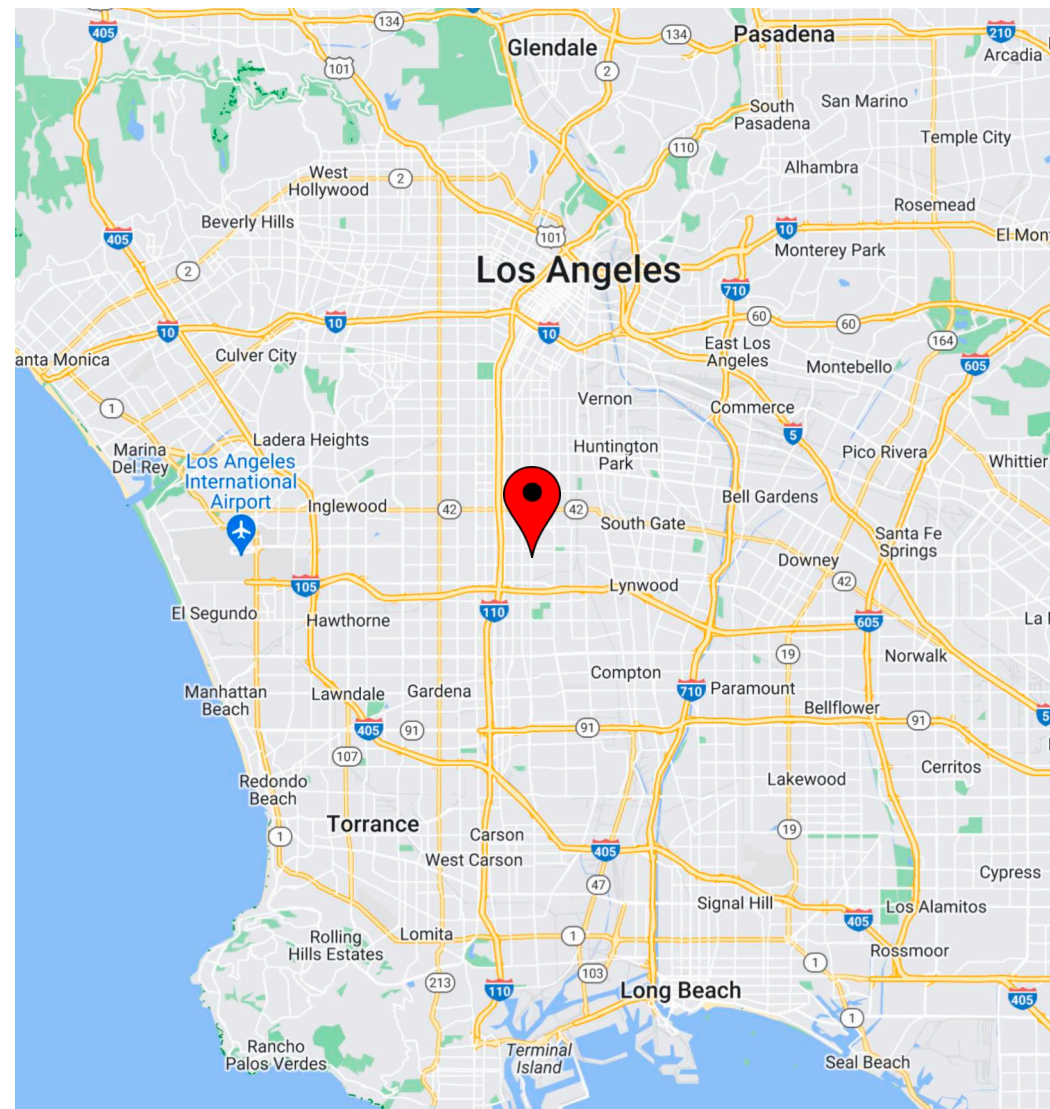 405
134
Glendale
134
Pasadena
210
Arcadia
101
2
South
Pasadena
San Marino
Temple City
110
West
Hollywood
2
Alhambra
Beverly Hills
Rosemead
405
101
10
Monterey Park
El Mon
2
Los Angeles
710
10
10
10
60
60
East Los
Angeles
164
anta Monica
Culver City
Montebello
605
1
Vernon
Commerce
5
Marina
Del Rey
Ladera Heights
Huntington
Park
Pico Rivera
Whittier
Los Angeles
International
Airport
Inglewood
42
42
South Gate
Bell Gardens
Santa Fe
Springs
Downey
42
105
Lynwood
El Segundo
Hawthorne
110
605
La
19
Norwalk
Compton
Manhattan
Beach
Lawndale
Gardena
710
Paramount
Bellflower
405
91
91
91
5
107
Redondo
Beach
Lakewood
Cerritos
1
Torrance
Carson
West Carson
405
19
47
Cypress
Signal Hill
405
Los Alamitos
Rolling
Hills Estates
Lomita
1
Rossmoor
213
110
103
Long Beach
1
405
1
Rancho
Palos Verdes
Terminal
Island
Seal Beach